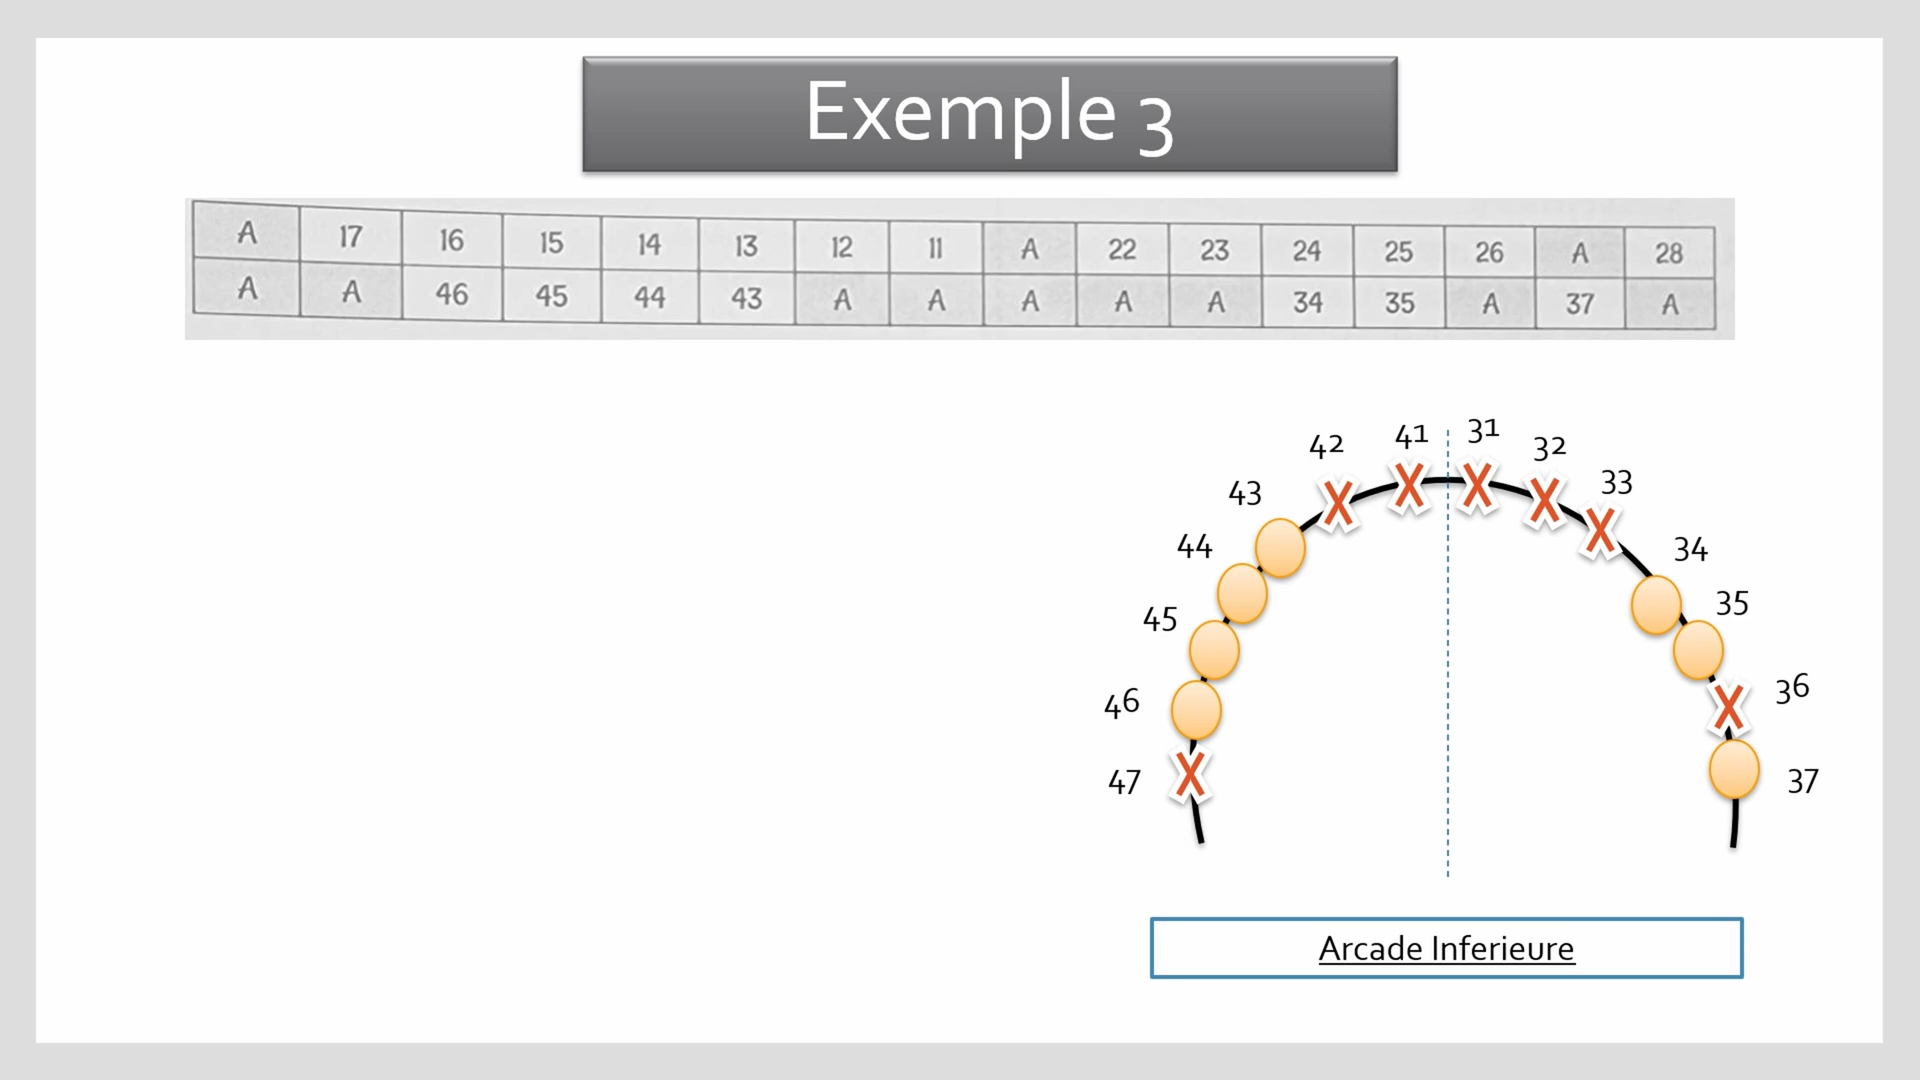 Exemple 3
A 17 16 15 14 13 12 11 A 22 23 24 25 26 A 28
A A 46 45 44 43 A A A A A 34 35 A 37 A
42 41 31 32
43 33
44 34
45 35
46 36
47 37
X X X X X X X
Arcade Inferieure